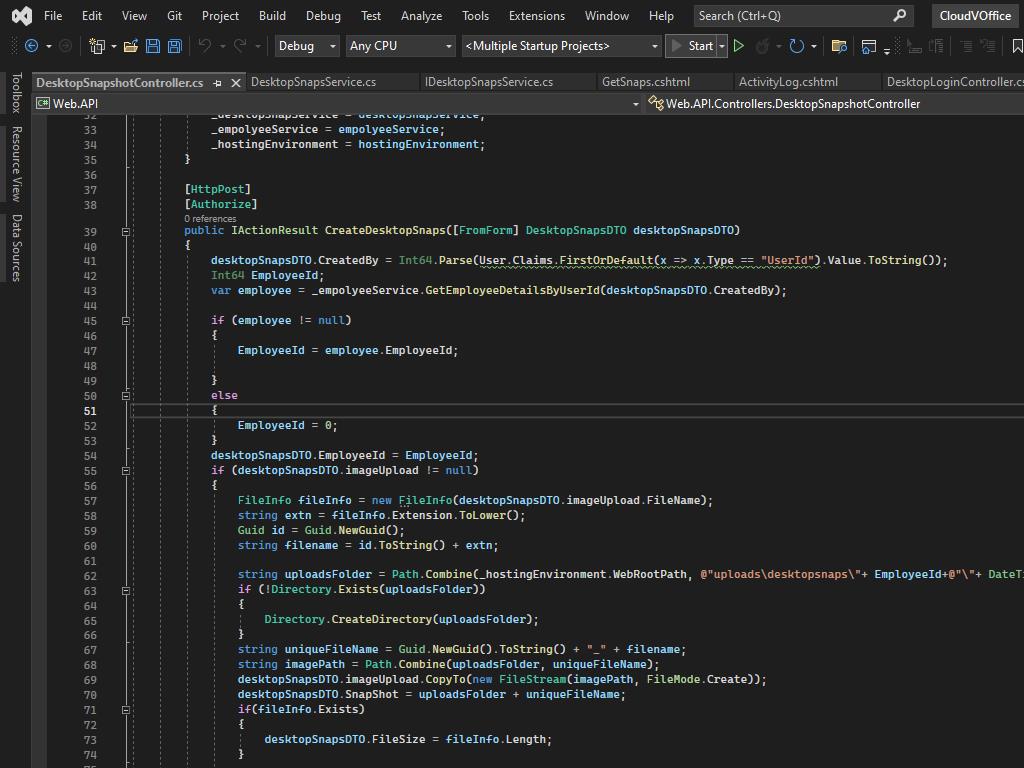 File Edit View Git Project Build Debug Test Analyze Tools Extensions Window Help Search (Ctrl+Q) CloudVOffice
Debug Any CPU <Multiple Startup Projects> Start
DesktopSnapshotController.cs DesktopSnapsService.cs IDesktopSnapsService.cs GetSnaps.cshtml ActivityLog.cshtml DesktopLoginController.cs
C# Web.API Web.API.Controllers.DesktopSnapshotController
Toolbox
Resource View
Data Sources
32 _desktopSnapService = desktopSnapService;
33 _empolyeeService = empolyeeService;
34 _hostingEnvironment = hostingEnvironment;
35 }
36
37 [HttpPost]
38 [Authorize]
0 references
39 public IActionResult CreateDesktopSnaps([FromForm] DesktopSnapsDTO desktopSnapsDTO)
40 {
41 desktopSnapsDTO.CreatedBy = Int64.Parse(User.Claims.FirstOrDefault(x => x.Type == "UserId").Value.ToString());
42 Int64 EmployeeId;
43 var employee = _empolyeeService.GetEmployeeDetailsByUserId(desktopSnapsDTO.CreatedBy);
44
45 if (employee != null)
46 {
47 EmployeeId = employee.EmployeeId;
48
49 }
50 else
51 {
52 EmployeeId = 0;
53 }
54 desktopSnapsDTO.EmployeeId = EmployeeId;
55 if (desktopSnapsDTO.imageUpload != null)
56 {
57 FileInfo fileInfo = new FileInfo(desktopSnapsDTO.imageUpload.FileName);
58 string extn = fileInfo.Extension.ToLower();
59 Guid id = Guid.NewGuid();
60 string filename = id.ToString() + extn;
61
62 string uploadsFolder = Path.Combine(_hostingEnvironment.WebRootPath, @"uploads\desktopsnaps\"+ EmployeeId+@"\"+ DateTi
63 if (!Directory.Exists(uploadsFolder))
64 {
65 Directory.CreateDirectory(uploadsFolder);
66 }
67 string uniqueFileName = Guid.NewGuid().ToString() + "_" + filename;
68 string imagePath = Path.Combine(uploadsFolder, uniqueFileName);
69 desktopSnapsDTO.imageUpload.CopyTo(new FileStream(imagePath, FileMode.Create));
70 desktopSnapsDTO.SnapShot = uploadsFolder + uniqueFileName;
71 if(fileInfo.Exists)
72 {
73 desktopSnapsDTO.FileSize = fileInfo.Length;
74 }